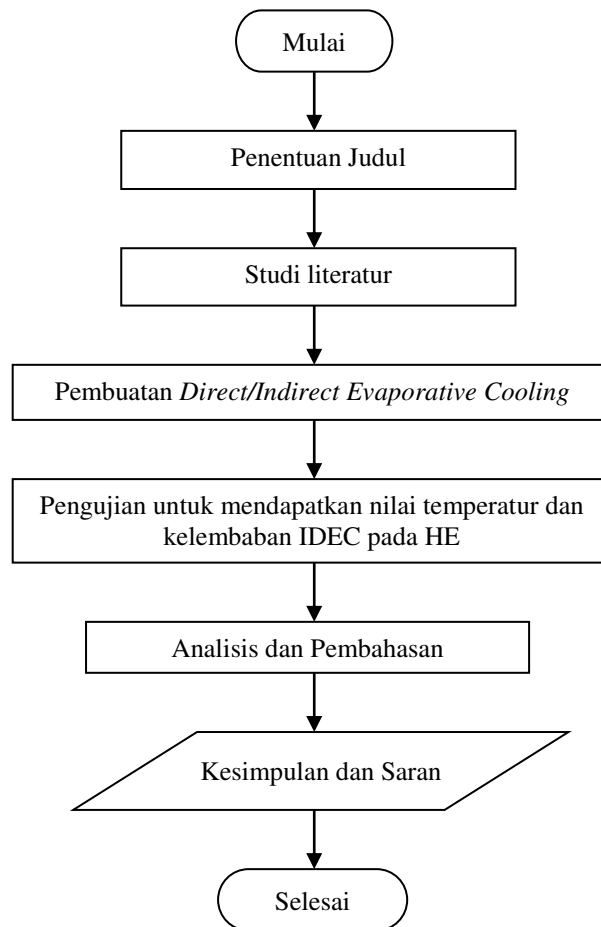 Mulai
Penentuan Judul
Studi literatur
Pembuatan Direct/Indirect Evaporative Cooling
Pengujian untuk mendapatkan nilai temperatur dan
kelembaban IDEC pada HE
Analisis dan Pembahasan
Kesimpulan dan Saran
Selesai